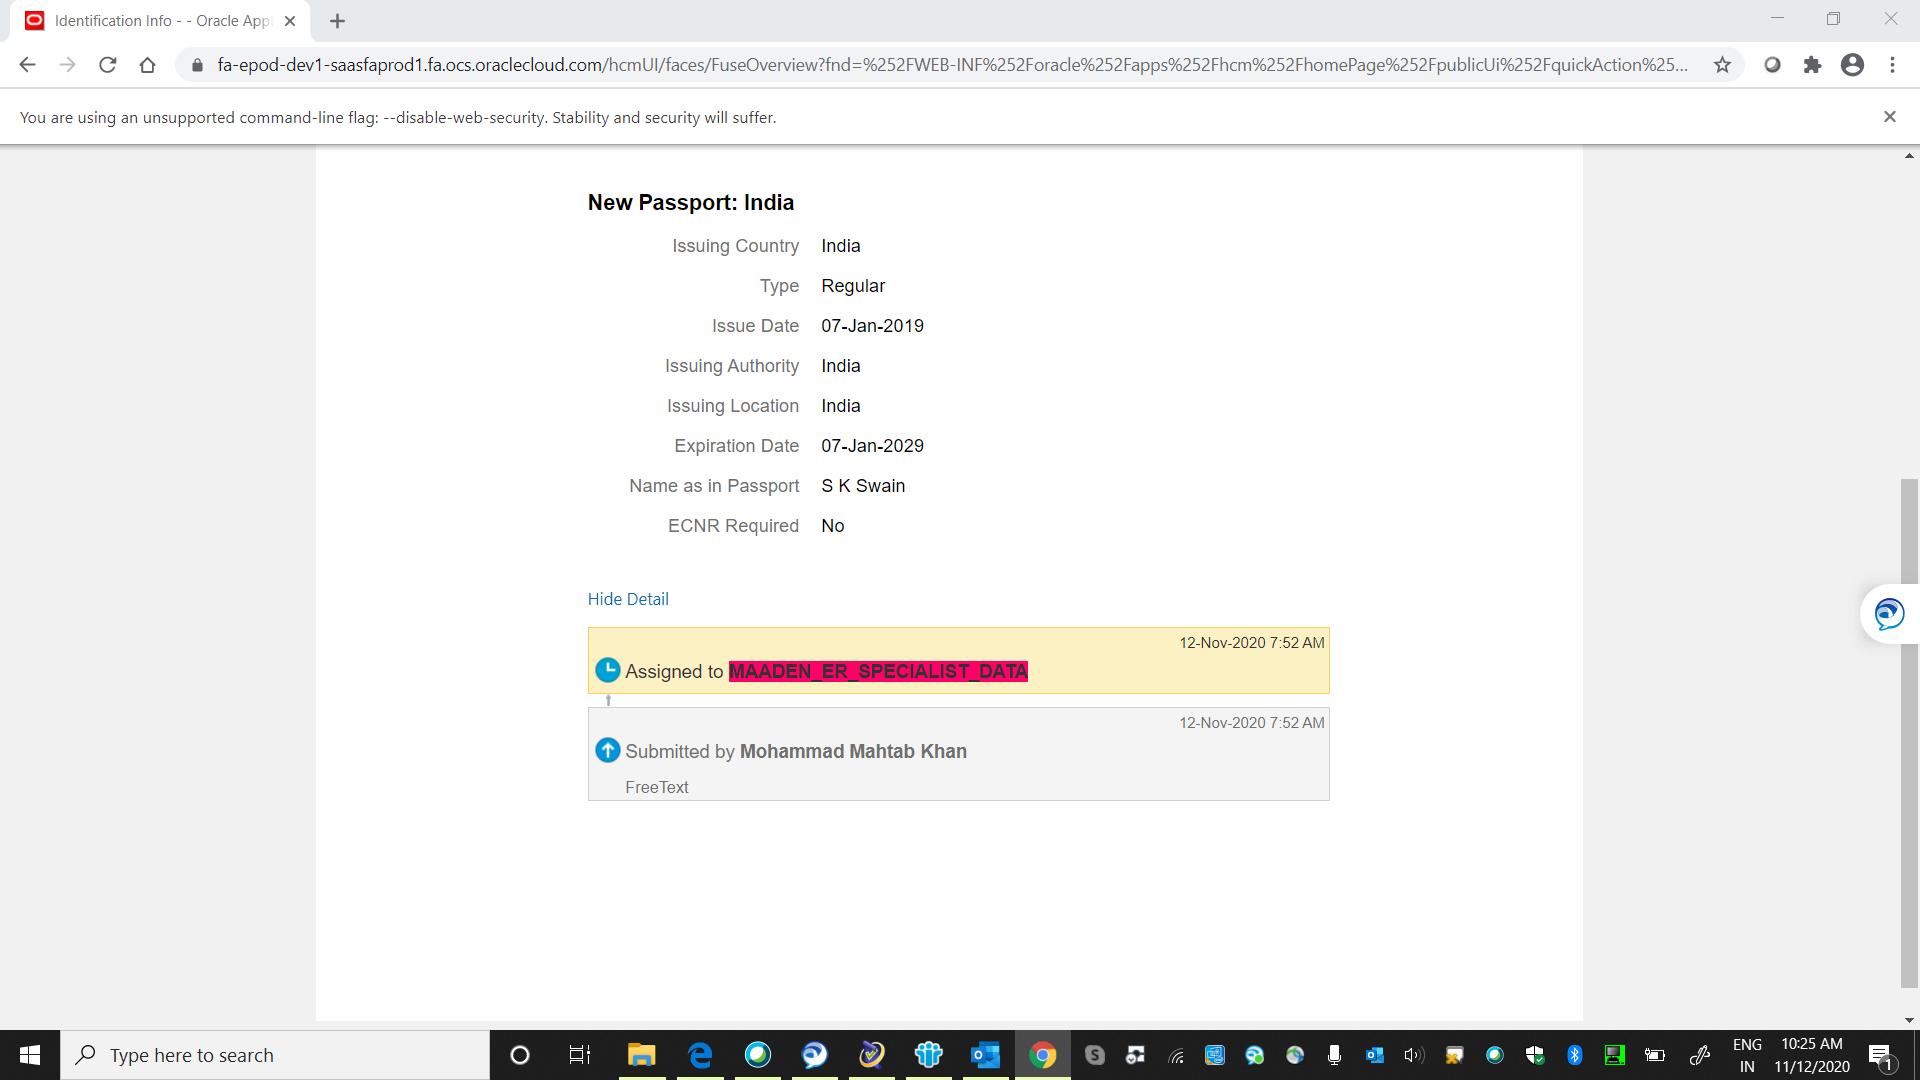 Identification Info - - Oracle App
fa-epod-dev1-saasfaprod1.fa.ocs.oraclecloud.com/hcmUI/faces/FuseOverview?fnd=%252FWEB-INF%252Foracle%252Fapps%252Fhcm%252FhomePage%252FpublicUi%252FquickAction%25...
You are using an unsupported command-line flag: --disable-web-security. Stability and security will suffer.
New Passport: India
Issuing Country India
Type Regular
Issue Date 07-Jan-2019
Issuing Authority India
Issuing Location India
Expiration Date 07-Jan-2029
Name as in Passport S K Swain
ECNR Required No
Hide Detail
12-Nov-2020 7:52 AM
Assigned to MAADEN_ER_SPECIALIST_DATA
12-Nov-2020 7:52 AM
Submitted by Mohammad Mahtab Khan
FreeText
Type here to search
ENG
IN
10:25 AM
11/12/2020
1